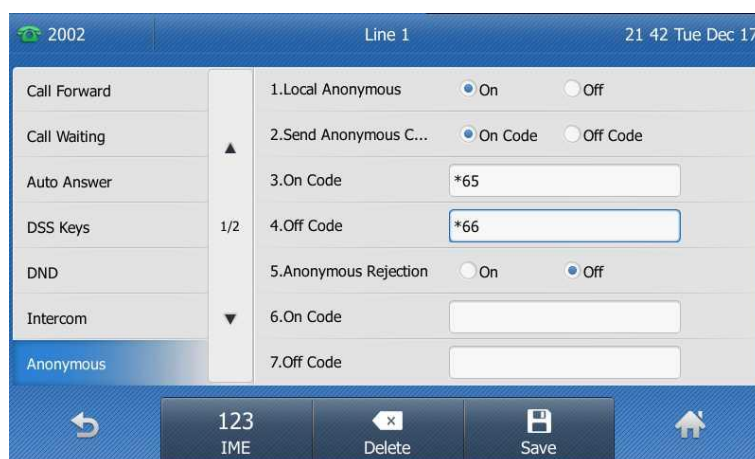 2002 Line 1 21 42 Tue Dec 17
Call Forward
Call Waiting
Auto Answer
DSS Keys
DND
Intercom
Anonymous
1/2
1.Local Anonymous On Off
2.Send Anonymous C... On Code Off Code
3.On Code *65
4.Off Code *66
5.Anonymous Rejection On Off
6.On Code
7.Off Code
123
IME Delete Save